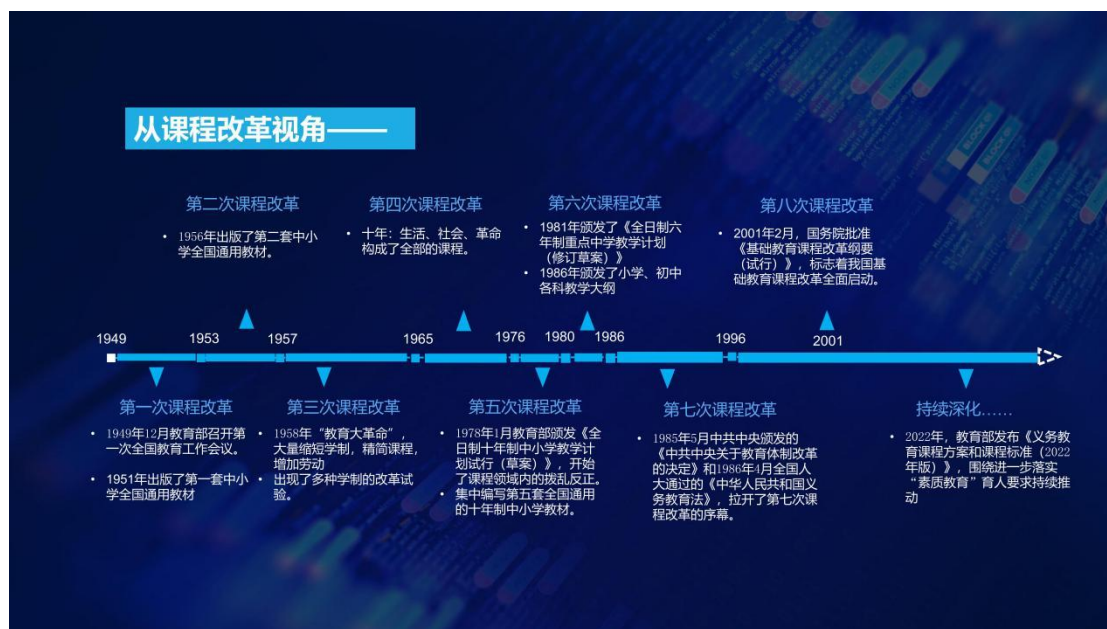 从课程改革视角——
第二次课程改革
• 1956年出版了第二套中小
学全国通用教材。
第四次课程改革
• 十年：生活、社会、革命
构成了全部的课程。
第六次课程改革
• 1981年颁发了《全日制六
年制重点中学教学计划
（修订草案）》
• 1986年颁发了小学、初中
各科教学大纲
第八次课程改革
• 2001年2月，国务院批准
《基础教育课程改革纲要
（试行）》，标志着我国基
础教育课程改革全面启动。
1949
1953
1957
1965
1976
1980
1986
1996
2001
第一次课程改革
• 1949年12月教育部召开第
一次全国教育工作会议。
• 1951年出版了第一套中小
学全国通用教材
第三次课程改革
• 1958年“教育大革命”，
大量缩短学制，精简课程，
增加劳动
• 出现了多种学制的改革试
验。
第五次课程改革
• 1978年1月教育部颁发《全
日制十年制中小学教学计
划试行（草案）》，开始
了课程领域内的拨乱反正。
• 集中编写第五套全国通用
的十年制中小学教材。
第七次课程改革
• 1985年5月中共中央颁发的
《中共中央关于教育体制改革
的决定》和1986年4月全国人
大通过的《中华人民共和国义
务教育法》，拉开了第七次课
程改革的序幕。
持续深化……
• 2022年，教育部发布《义务教
育课程方案和课程标准（2022
年版）》，围绕进一步落实
“素质教育”育人要求持续推
动